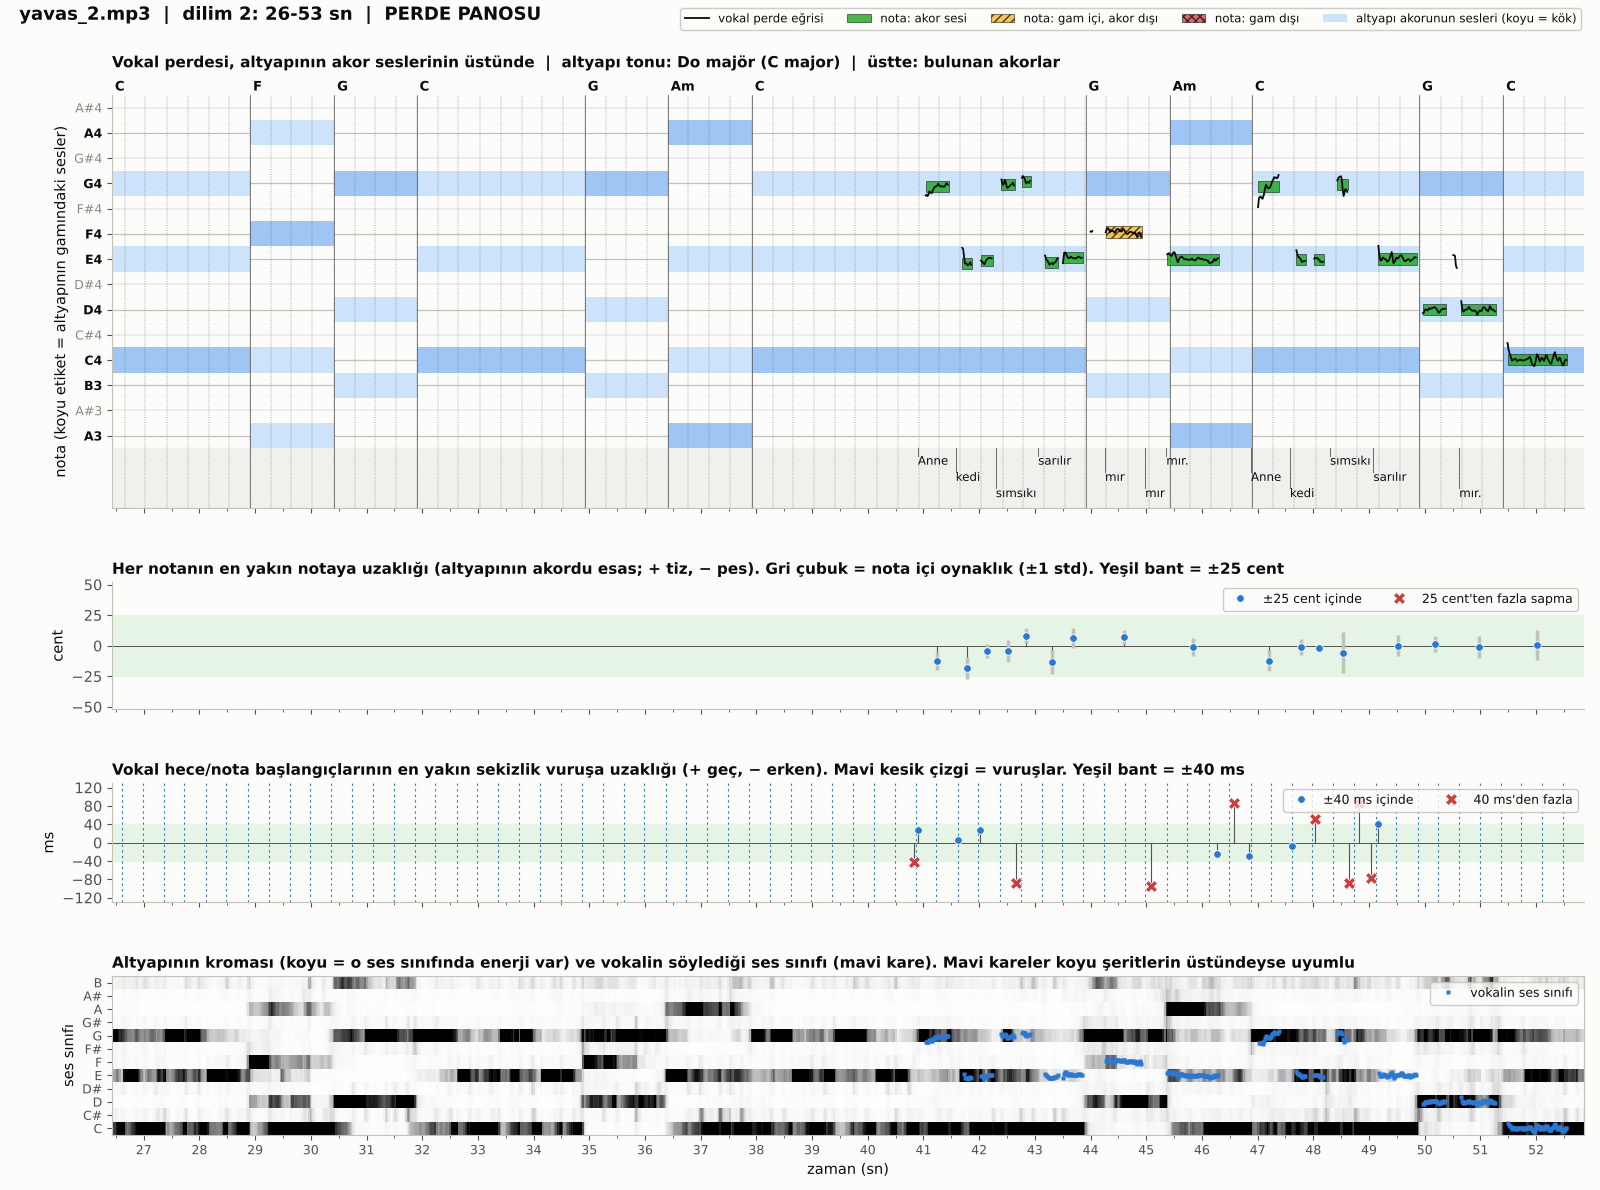 yavas_2.mp3 | dilim 2: 26-53 sn | PERDE PANOSU
vokal perde eğrisi
nota: akor sesi
nota: gam içi, akor dışı
nota: gam dışı
altyapı akorunun sesleri (koyu = kök)
Vokal perdesi, altyapının akor seslerinin üstünde | altyapı tonu: Do majör (C major) | üstte: bulunan akorlar
C F G C G Am C G Am C G C
nota (koyu etiket = altyapının gamındaki sesler)
A#4
A4
G#4
G4
F#4
F4
E4
D#4
D4
C#4
C4
B3
A#3
A3
Anne kedi sımsıkı sarılır mır mır mır. Anne kedi sımsıkı sarılır mır.
Her notanın en yakın notaya uzaklığı (altyapının akordu esas; + tiz, − pes). Gri çubuk = nota içi oynaklık (±1 std). Yeşil bant = ±25 cent
cent
50
25
0
−25
−50
±25 cent içinde
25 cent'ten fazla sapma
Vokal hece/nota başlangıçlarının en yakın sekizlik vuruşa uzaklığı (+ geç, − erken). Mavi kesik çizgi = vuruşlar. Yeşil bant = ±40 ms
ms
120
80
40
0
−40
−80
−120
±40 ms içinde
40 ms'den fazla
Altyapının kroması (koyu = o ses sınıfında enerji var) ve vokalin söylediği ses sınıfı (mavi kare). Mavi kareler koyu şeritlerin üstündeyse uyumlu
ses sınıfı
B
A#
A
G#
G
F#
F
E
D#
D
C#
C
vokalin ses sınıfı
27 28 29 30 31 32 33 34 35 36 37 38 39 40 41 42 43 44 45 46 47 48 49 50 51 52
zaman (sn)